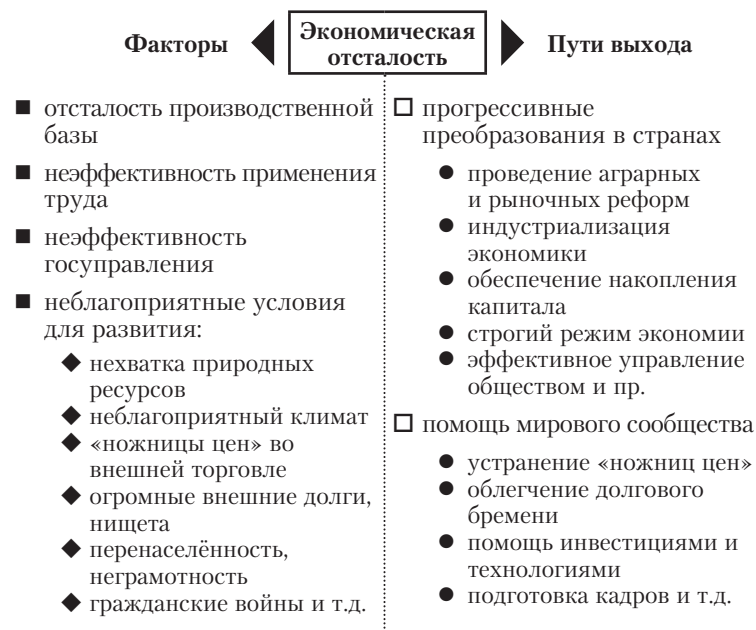 Факторы
Экономическая
отсталость
Пути выхода
■ отсталость производственной
базы
■ неэффективность применения
труда
■ неэффективность
госуправления
■ неблагоприятные условия
для развития:
◆ нехватка природных
ресурсов
◆ неблагоприятный климат
◆ «ножницы цен» во
внешней торговле
◆ огромные внешние долги,
нищета
◆ перенаселённость,
неграмотность
◆ гражданские войны и т.д.
□ прогрессивные
преобразования в странах
● проведение аграрных
и рыночных реформ
● индустриализация
экономики
● обеспечение накопления
капитала
● строгий режим экономии
● эффективное управление
обществом и пр.
□ помощь мирового сообщества
● устранение «ножниц цен»
● облегчение долгового
бремени
● помощь инвестициями и
технологиями
● подготовка кадров и т.д.